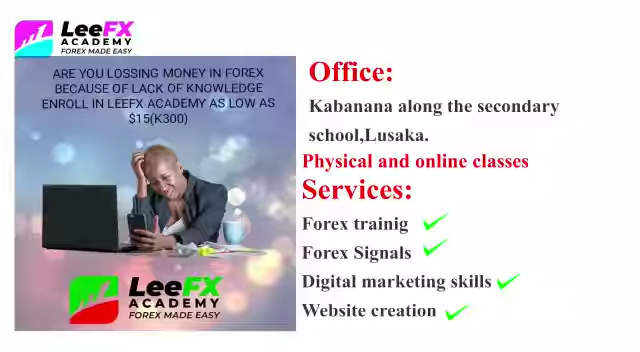 LeeFX
ACADEMY
FOREX MADE EASY
ARE YOU LOSSING MONEY IN FOREX
BECAUSE OF LACK OF KNOWLEDGE
ENROLL IN LEEFX ACADEMY AS LOW AS
$15(K300)
LeeFX
ACADEMY
FOREX MADE EASY
Office:
Kabanana along the secondary
school,Lusaka.
Physical and online classes
Services:
Forex trainig
Forex Signals
Digital marketing skills
Website creation